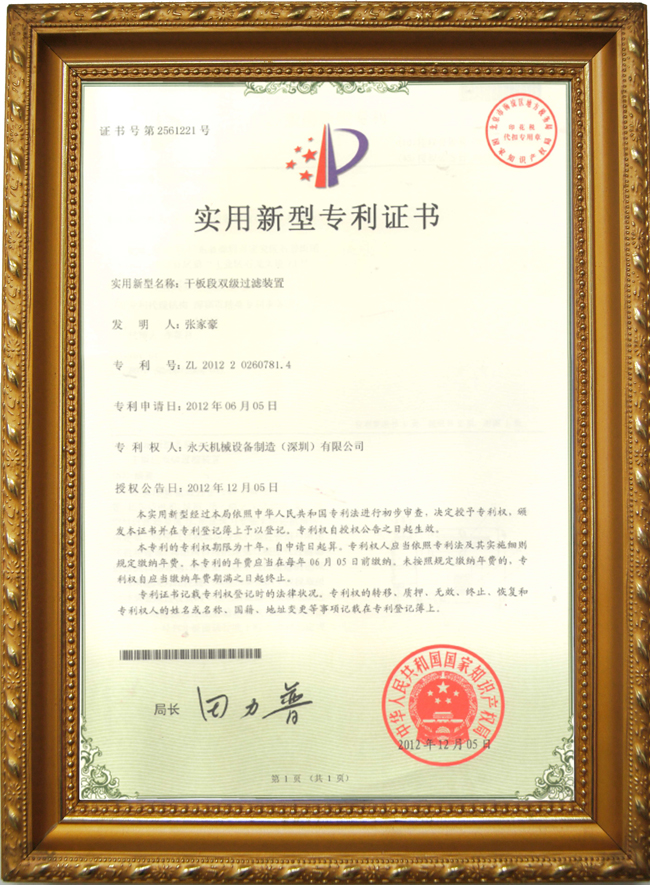 证书号第2561221号
印花税
代扣专用章
国家知识产权局
实用新型专利证书
实用新型名称：干板段双级过滤装置
发 明 人：张家豪
专 利 号：ZL 2012 2 0260781.4
专利申请日：2012年06月05日
专 利 权 人：永天机械设备制造（深圳）有限公司
授权公告日：2012年12月05日
本实用新型经过本局依照中华人民共和国专利法进行初步审查，决定授予专利权，颁
发本证书并在专利登记簿上予以登记。专利权自授权公告之日起生效。
本专利的专利权期限为十年，自申请日起算。专利权人应当依照专利法及其实施细则
规定缴纳年费。本专利的年费应当在每年06月05日前缴纳。未按照规定缴纳年费的，专
利权自应当缴纳年费期满之日起终止。
专利证书记载专利权登记时的法律状况。专利权的转移、质押、无效、终止、恢复和
专利权人的姓名或名称、国籍、地址变更等事项记载在专利登记簿上。
局长
田力普
中华人民共和国国家知识产权局
2012年12月05日
第1页（共1页）